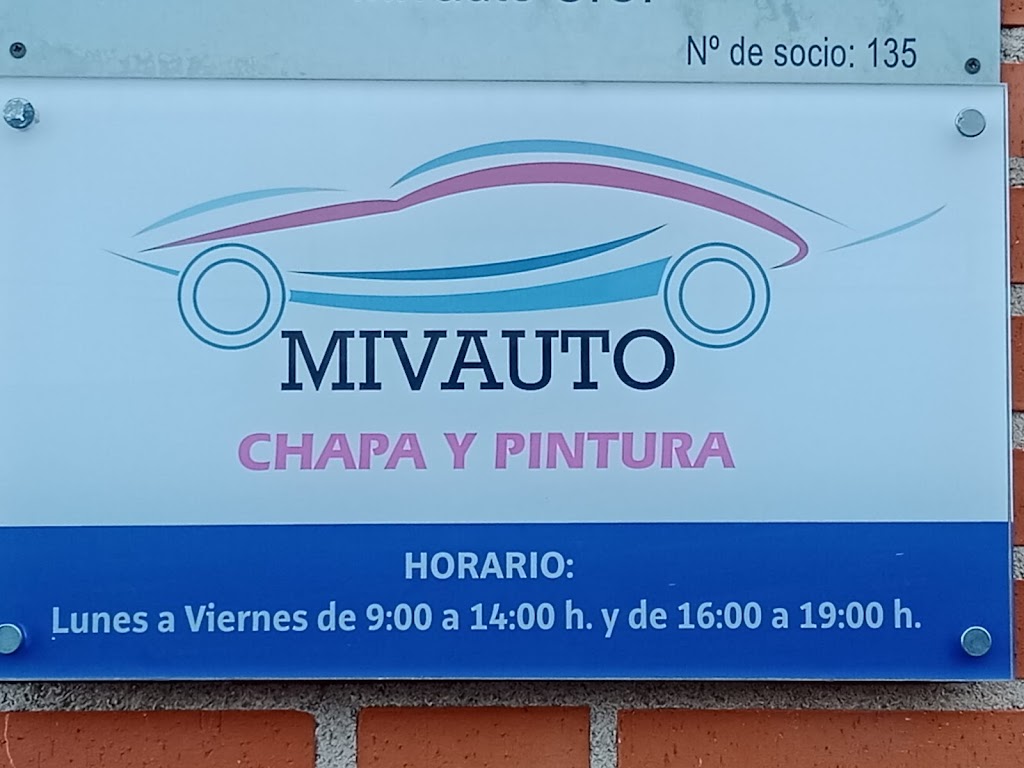 Nº de socio: 135
MIVAUTO
CHAPA Y PINTURA
HORARIO:
Lunes a Viernes de 9:00 a 14:00 h. y de 16:00 a 19:00 h.